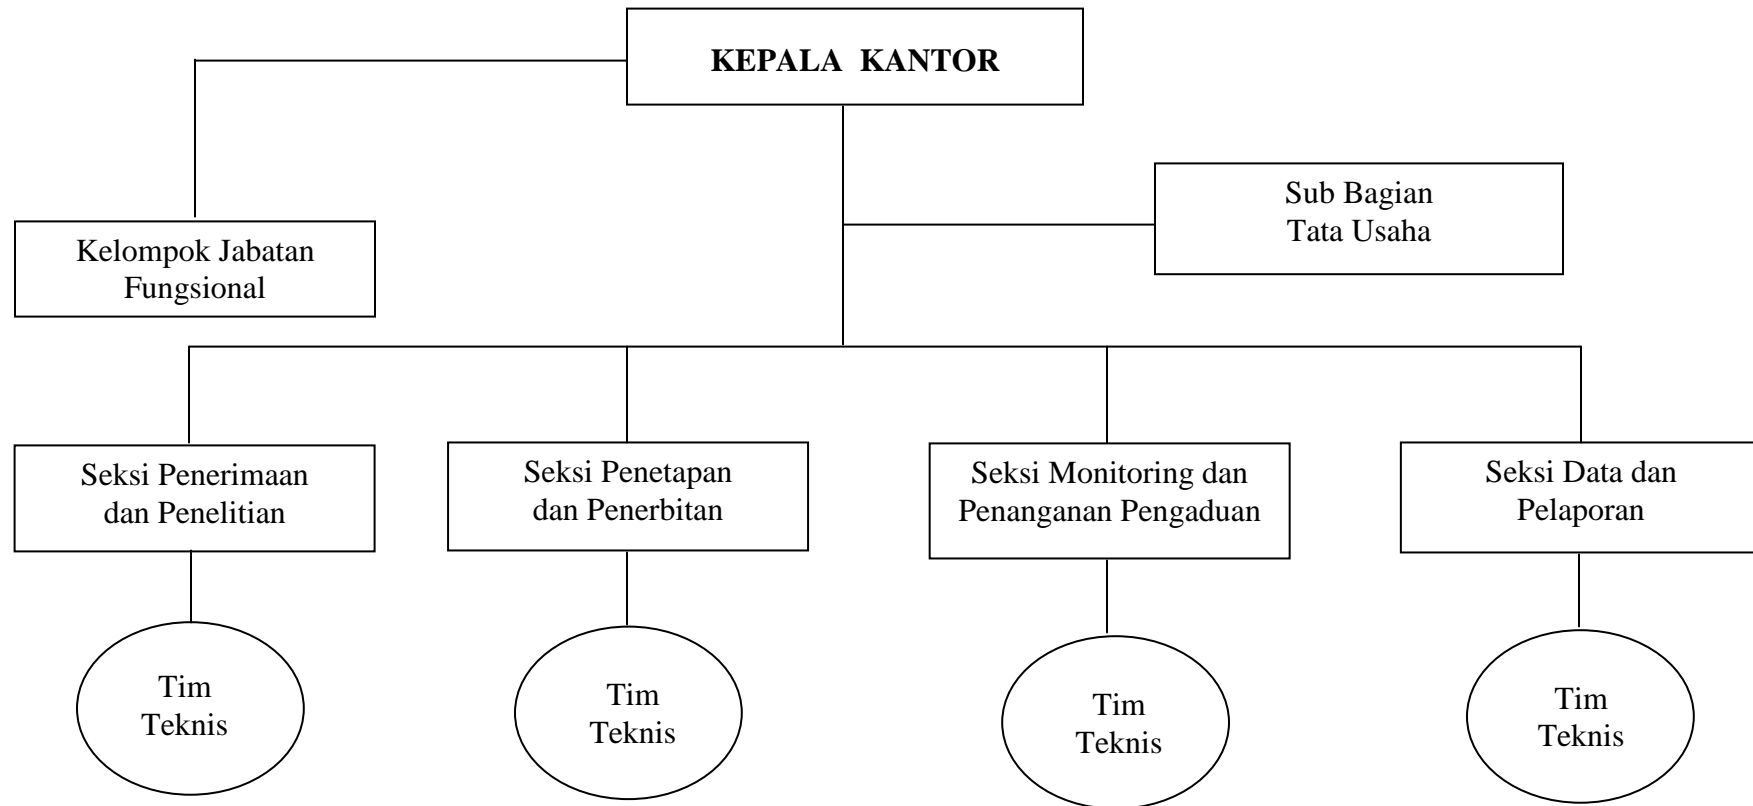 KEPALA KANTOR
Sub Bagian
Tata Usaha
Kelompok Jabatan
Fungsional
Seksi Penerimaan
dan Penelitian
Seksi Penetapan
dan Penerbitan
Seksi Monitoring dan
Penanganan Pengaduan
Seksi Data dan
Pelaporan
Tim
Teknis
Tim
Teknis
Tim
Teknis
Tim
Teknis